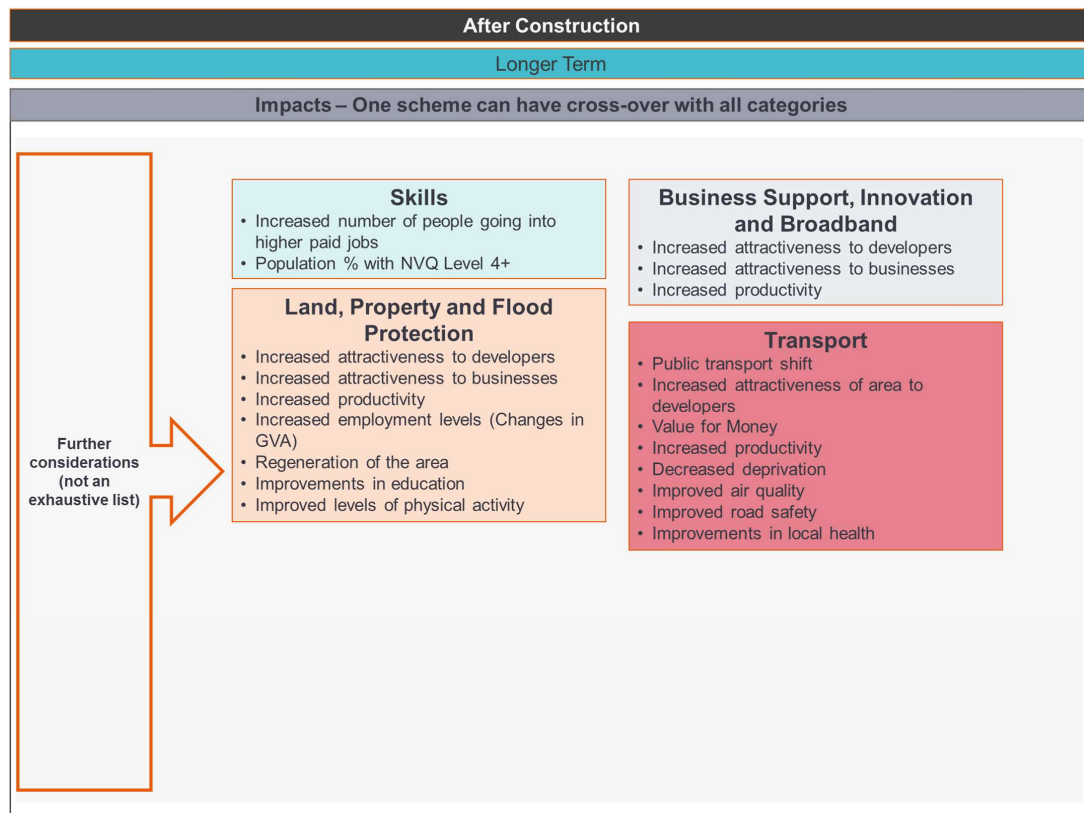 After Construction
Longer Term
Impacts – One scheme can have cross-over with all categories
Further
considerations
(not an
exhaustive list)
Skills
• Increased number of people going into
higher paid jobs
• Population % with NVQ Level 4+
Land, Property and Flood
Protection
• Increased attractiveness to developers
• Increased attractiveness to businesses
• Increased productivity
• Increased employment levels (Changes in
GVA)
• Regeneration of the area
• Improvements in education
• Improved levels of physical activity
Business Support, Innovation
and Broadband
• Increased attractiveness to developers
• Increased attractiveness to businesses
• Increased productivity
Transport
• Public transport shift
• Increased attractiveness of area to
developers
• Value for Money
• Increased productivity
• Decreased deprivation
• Improved air quality
• Improved road safety
• Improvements in local health